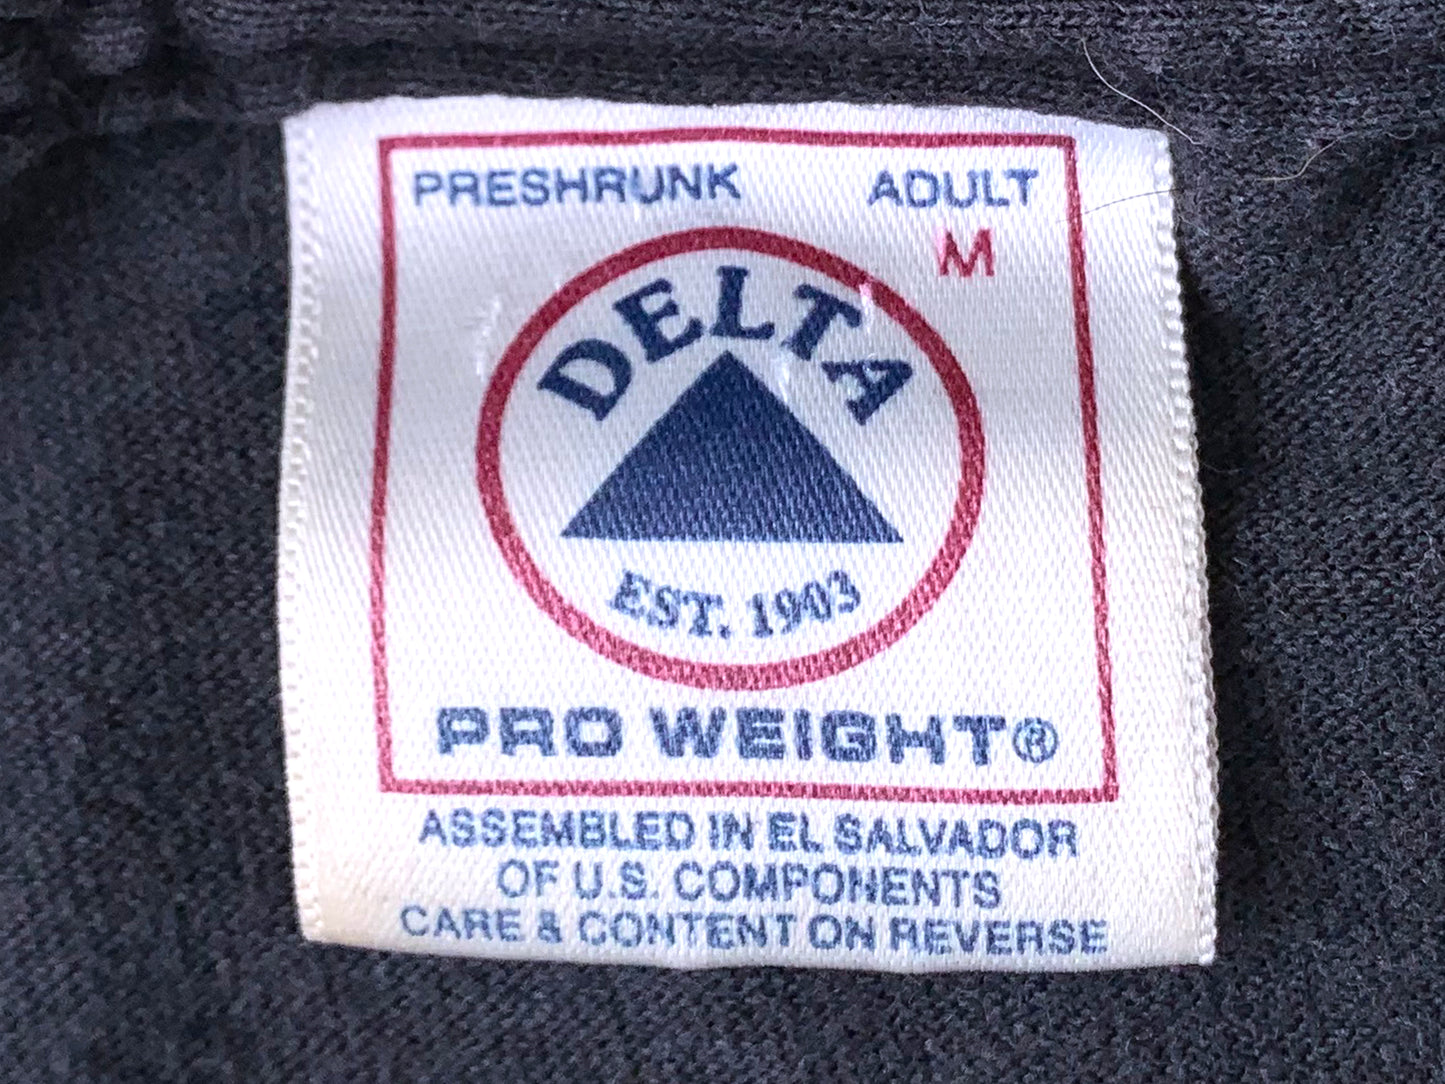 PRESHRUNK ADULT
M
DELTA
EST. 1903
PRO WEIGHT®
ASSEMBLED IN EL SALVADOR
OF U.S. COMPONENTS
CARE & CONTENT ON REVERSE